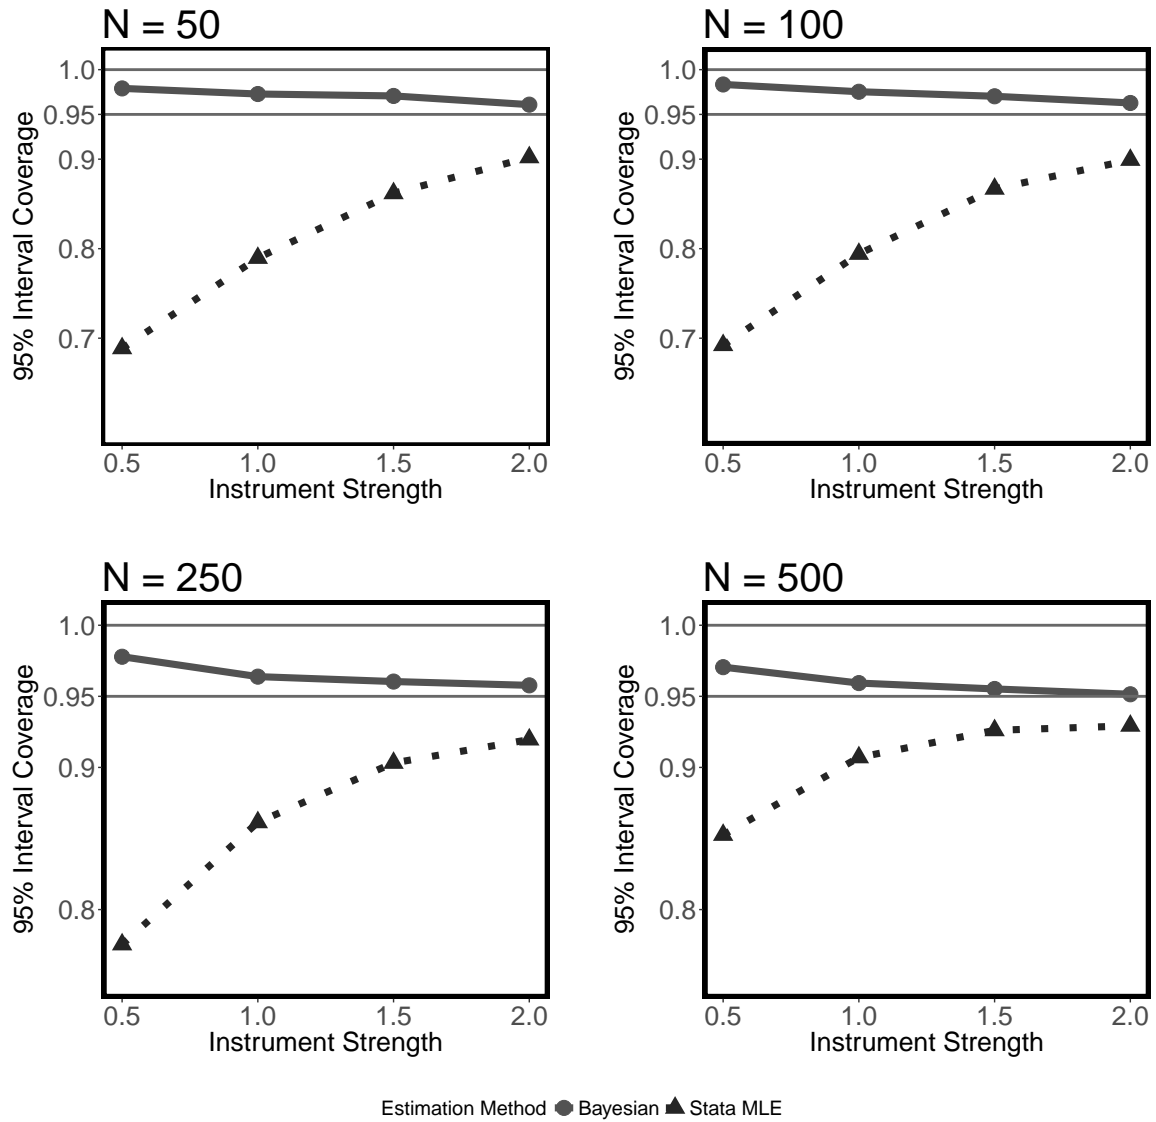 N = 50
1.0
0.95
0.9
0.8
0.7
95% Interval Coverage
0.5 1.0 1.5 2.0
Instrument Strength
N = 100
1.0
0.95
0.9
0.8
0.7
95% Interval Coverage
0.5 1.0 1.5 2.0
Instrument Strength
N = 250
1.0
0.95
0.9
0.8
95% Interval Coverage
0.5 1.0 1.5 2.0
Instrument Strength
N = 500
1.0
0.95
0.9
0.8
95% Interval Coverage
0.5 1.0 1.5 2.0
Instrument Strength
Estimation Method Bayesian Stata MLE